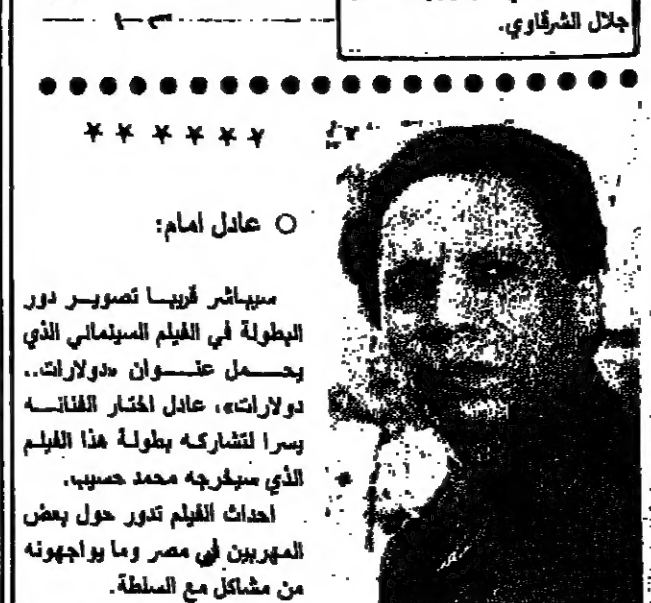 جلال الشرقاوي.
○ عادل امام:
سيباشر قريبا تصوير دور
البطولة في الفيلم السينمائي الذي
يحمل عنوان «دولارات..
دولارات»، عادل اختار الفنانه
يسرا لتشاركه بطولة هذا الفيلم
الذي سيخرجه محمد حسيب.
احداث الفيلم تدور حول بعض
المهربين في مصر وما يواجهونه
من مشاكل مع السلطة.